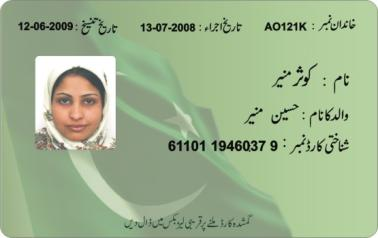 خاندان نمبر : AO121K تاریخ اجراء : 13-07-2008 تاریخ تنسیخ : 12-06-2009
نام : کوثر منیر
والد کا نام : حسین منیر
شناختی کارڈ نمبر : 61101 1946037 9
گمشدہ کارڈ ملنے پر قریبی لیٹر بکس میں ڈال دیں